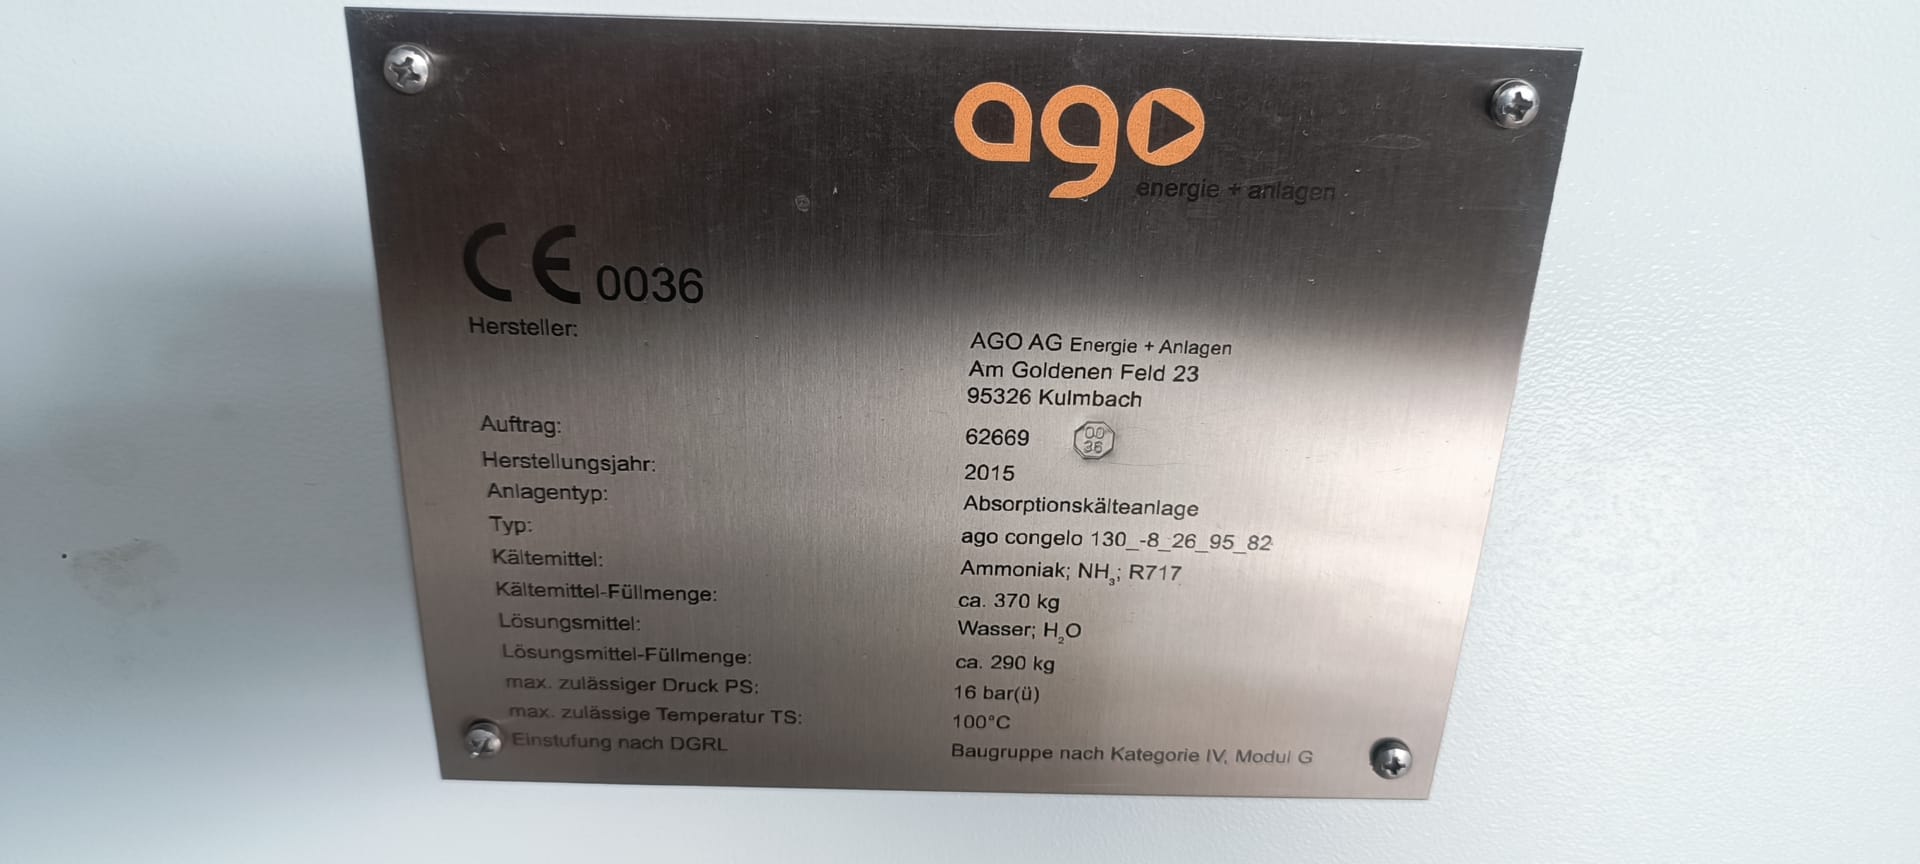 ago
energie + anlagen
CE 0036
Hersteller: AGO AG Energie + Anlagen
Am Goldenen Feld 23
95326 Kulmbach
Auftrag: 62669
00
36
Herstellungsjahr: 2015
Anlagentyp: Absorptionskälteanlage
Typ: ago congelo 130_-8_26_95_82
Kältemittel: Ammoniak; NH₃; R717
Kältemittel-Füllmenge: ca. 370 kg
Lösungsmittel: Wasser; H₂O
Lösungsmittel-Füllmenge: ca. 290 kg
max. zulässiger Druck PS: 16 bar(ü)
max. zulässige Temperatur TS: 100°C
Einstufung nach DGRL Baugruppe nach Kategorie IV, Modul G